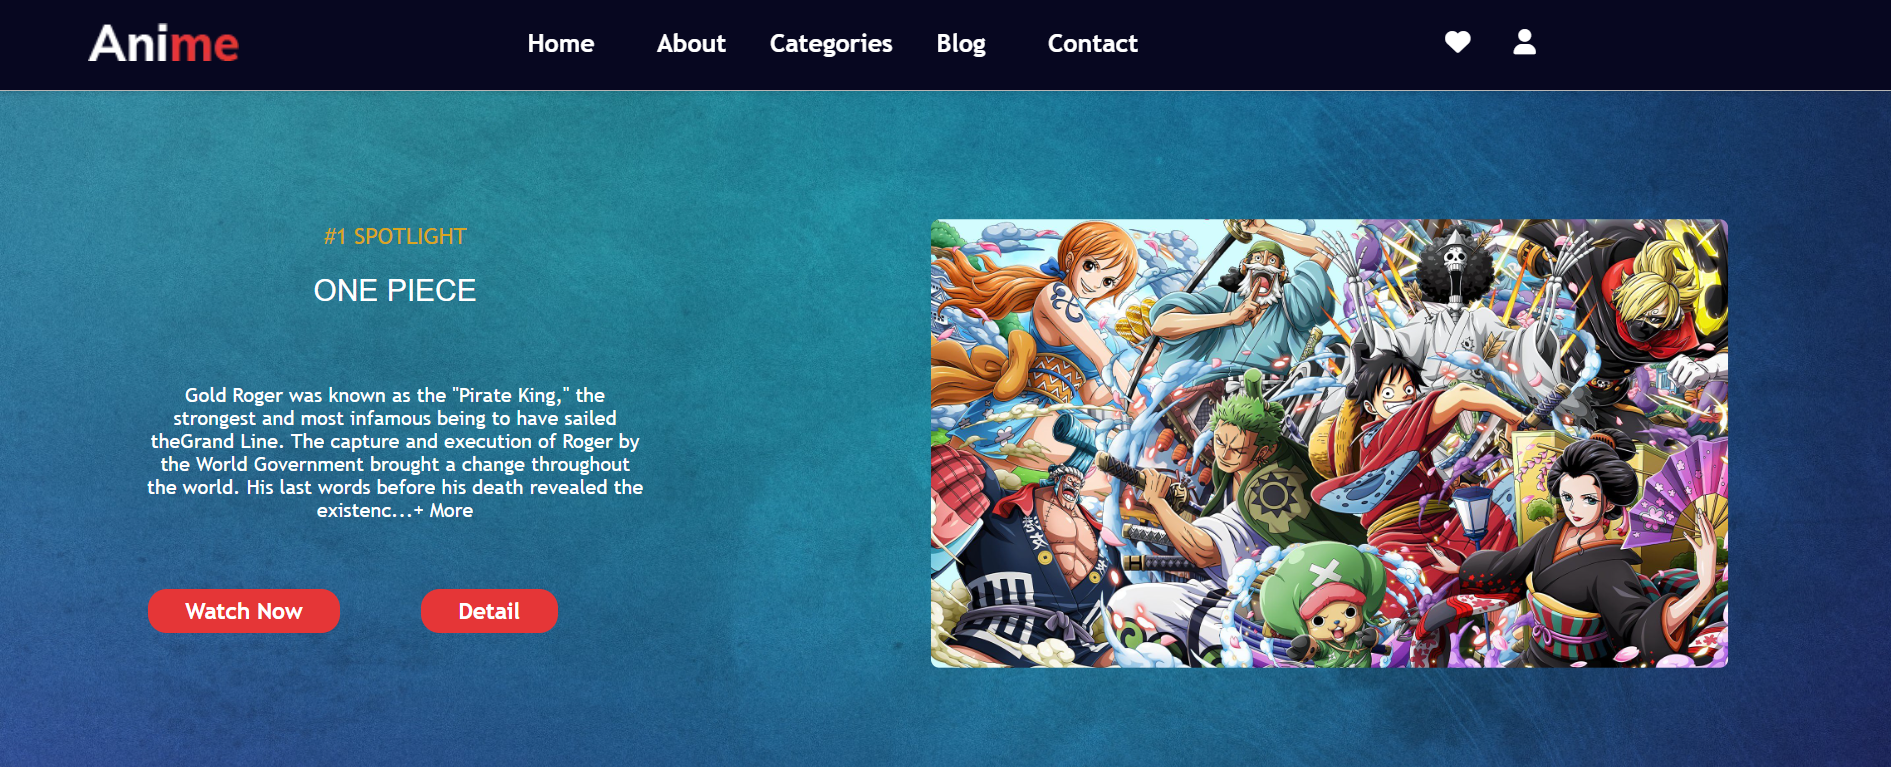 Anime
Home About Categories Blog Contact
#1 SPOTLIGHT
ONE PIECE
Gold Roger was known as the "Pirate King," the
strongest and most infamous being to have sailed
theGrand Line. The capture and execution of Roger by
the World Government brought a change throughout
the world. His last words before his death revealed the
existenc...+ More
Watch Now Detail